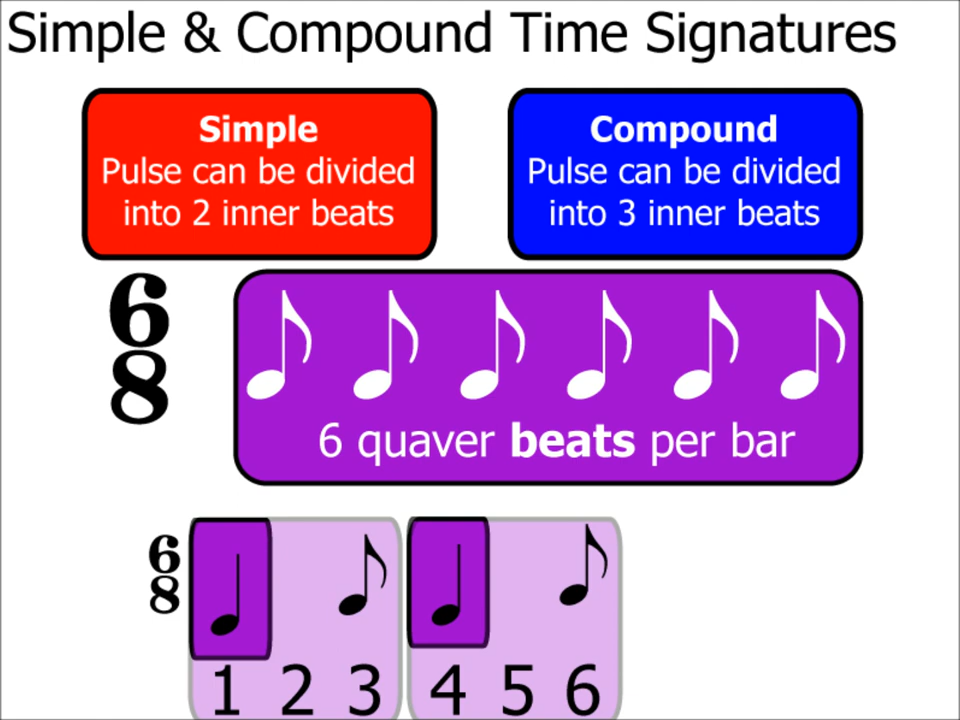 Simple & Compound Time Signatures
Simple
Pulse can be divided
into 2 inner beats
Compound
Pulse can be divided
into 3 inner beats
6
8
6 quaver beats per bar
6
8
1 2 3 4 5 6